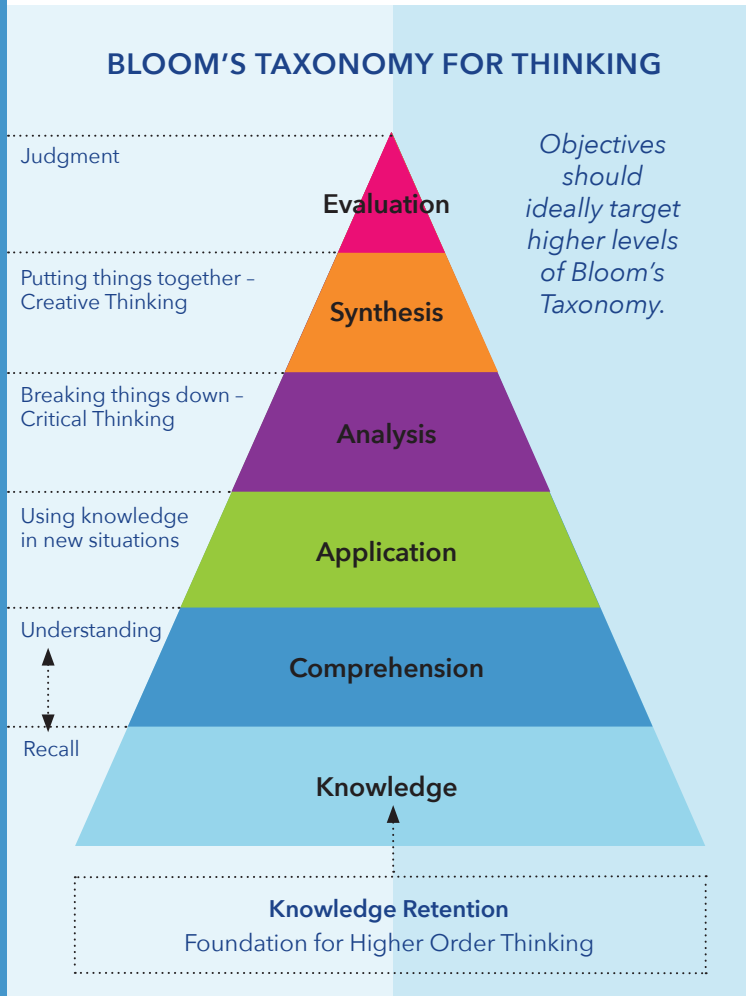 BLOOM’S TAXONOMY FOR THINKING
Judgment
Evaluation
Objectives
should
ideally target
higher levels
of Bloom’s
Taxonomy.
Putting things together –
Creative Thinking
Synthesis
Breaking things down –
Critical Thinking
Analysis
Using knowledge
in new situations
Application
Understanding
Comprehension
Recall
Knowledge
Knowledge Retention
Foundation for Higher Order Thinking